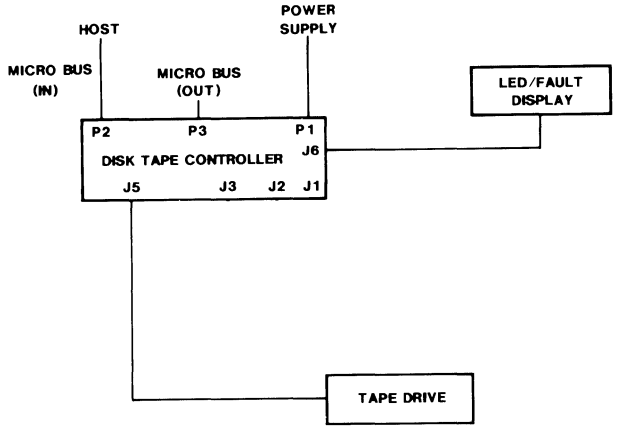 POWER
SUPPLY
HOST
MICRO BUS
(IN)
MICRO BUS
(OUT)
LED/FAULT
DISPLAY
P2 P3 P1
J6
DISK TAPE CONTROLLER
J5 J3 J2 J1
TAPE DRIVE